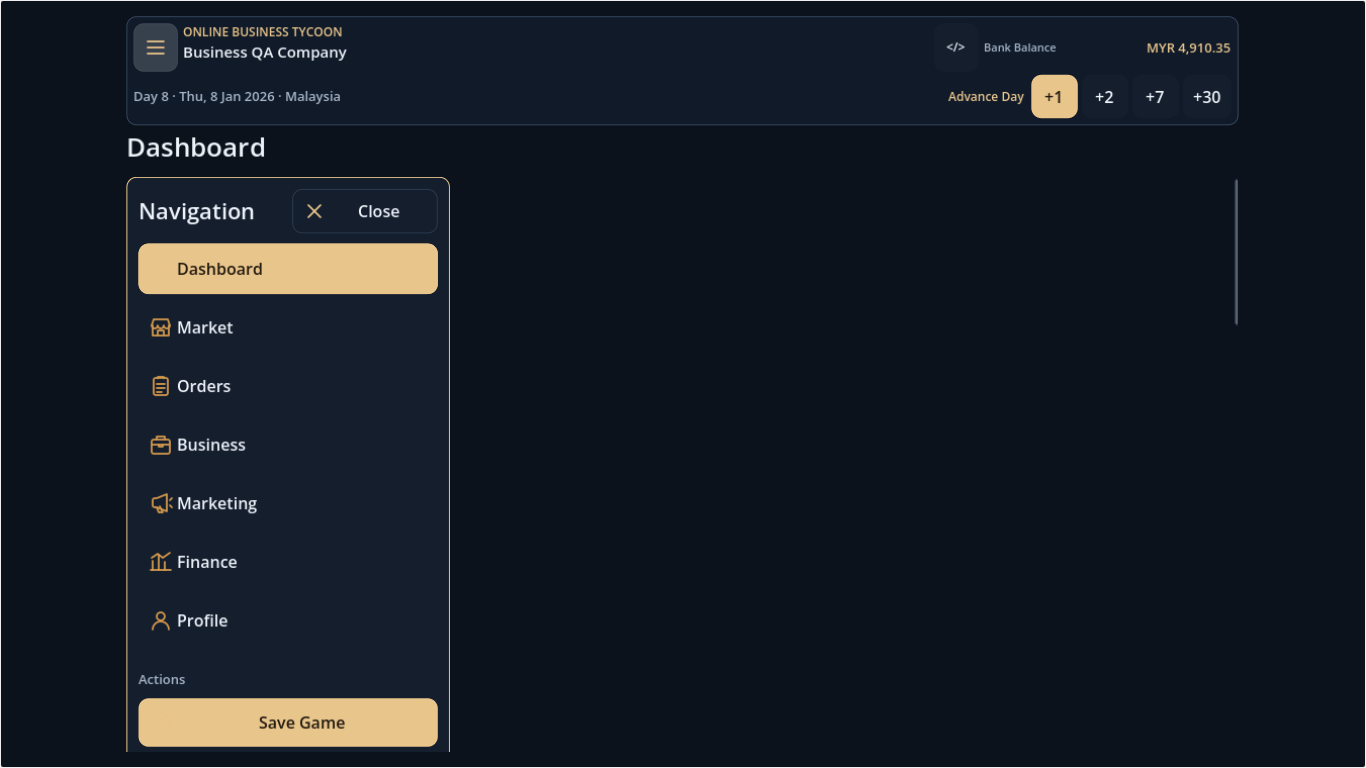 ONLINE BUSINESS TYCOON
Business QA Company
</> Bank Balance MYR 4,910.35
Day 8 · Thu, 8 Jan 2026 · Malaysia
Advance Day +1 +2 +7 +30
Dashboard
Navigation
Close
Dashboard
Market
Orders
Business
Marketing
Finance
Profile
Actions
Save Game